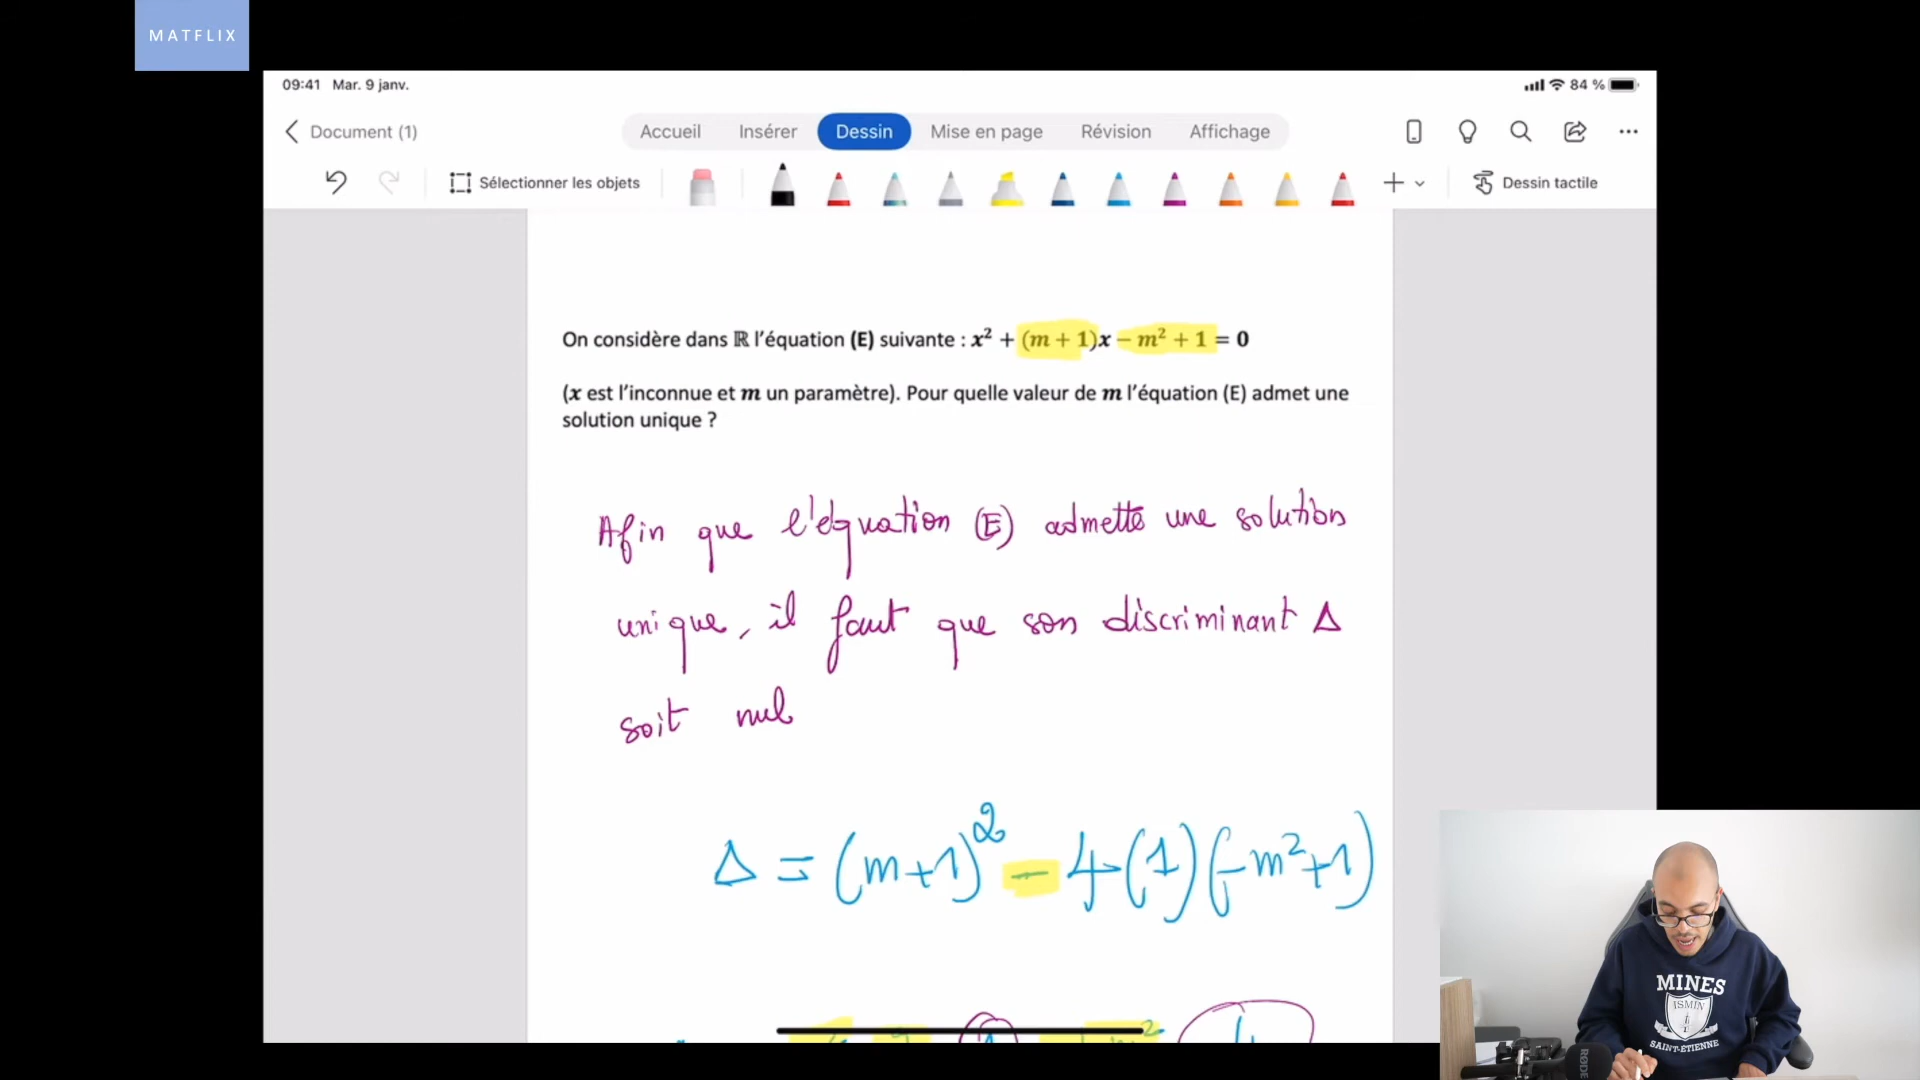 MATFLIX
09:41 Mar. 9 janv.
84 %
Document (1)
Accueil Insérer Dessin Mise en page Révision Affichage
Sélectionner les objets
Dessin tactile
On considère dans ℝ l'équation (E) suivante : x² + (m + 1)x − m² + 1 = 0
(x est l'inconnue et m un paramètre). Pour quelle valeur de m l'équation (E) admet une
solution unique ?
Afin que l'équation (E) admette une solution
unique, il faut que son discriminant Δ
soit nul
Δ = (m+1)² − 4(1)(−m²+1)
MINES
ISMIN
SAINT-ÉTIENNE
RØDE